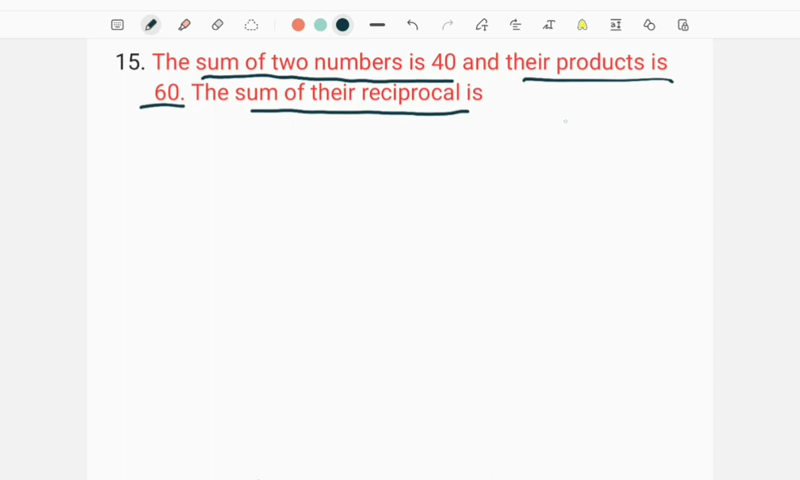 15. The sum of two numbers is 40 and their products is
60. The sum of their reciprocal is